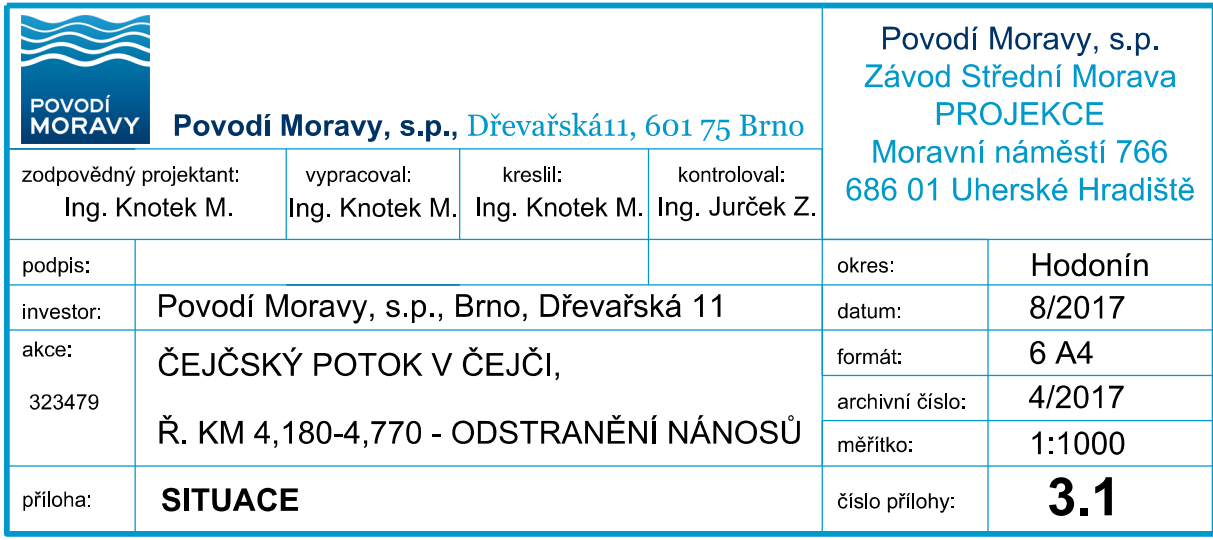 POVODÍ
MORAVY
Povodí Moravy, s.p., Dřevařská11, 601 75 Brno
Povodí Moravy, s.p.
Závod Střední Morava
PROJEKCE
Moravní náměstí 766
686 01 Uherské Hradiště
zodpovědný projektant:
Ing. Knotek M.
vypracoval:
Ing. Knotek M.
kreslil:
Ing. Knotek M.
kontroloval:
Ing. Jurček Z.
podpis:
okres: Hodonín
investor: Povodí Moravy, s.p., Brno, Dřevařská 11
datum: 8/2017
akce:
323479
ČEJČSKÝ POTOK V ČEJČI,
Ř. KM 4,180-4,770 - ODSTRANĚNÍ NÁNOSŮ
formát: 6 A4
archivní číslo: 4/2017
měřítko: 1:1000
příloha: SITUACE
číslo přílohy: 3.1